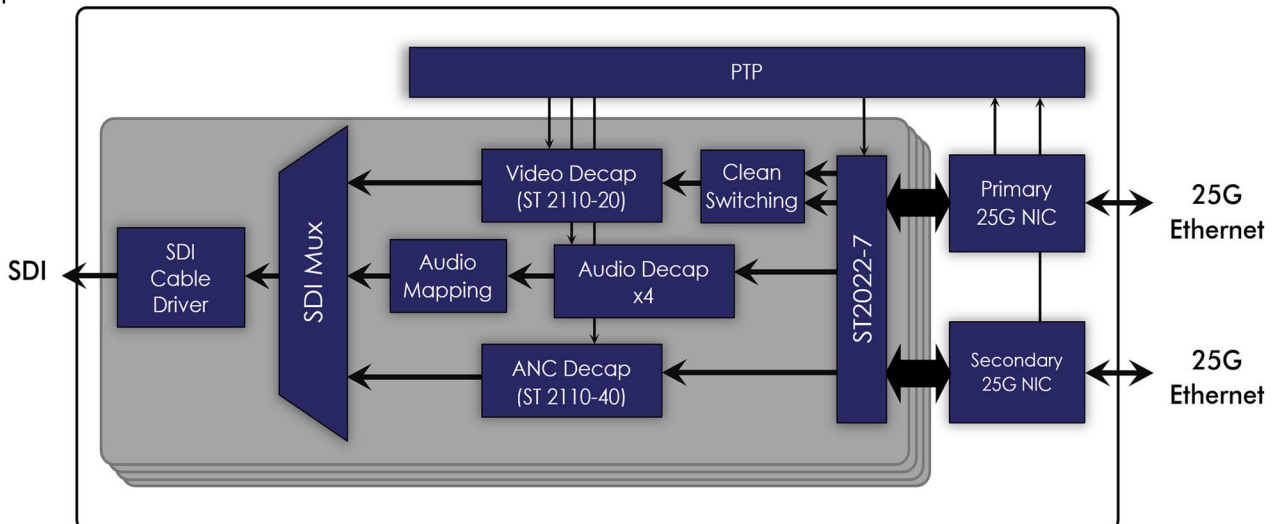 PTP
Video Decap
(ST 2110-20)
Clean
Switching
Primary
25G NIC
25G
Ethernet
SDI
SDI
Cable
Driver
SDI Mux
Audio
Mapping
Audio Decap
x4
ST2022-7
ANC Decap
(ST 2110-40)
Secondary
25G NIC
25G
Ethernet